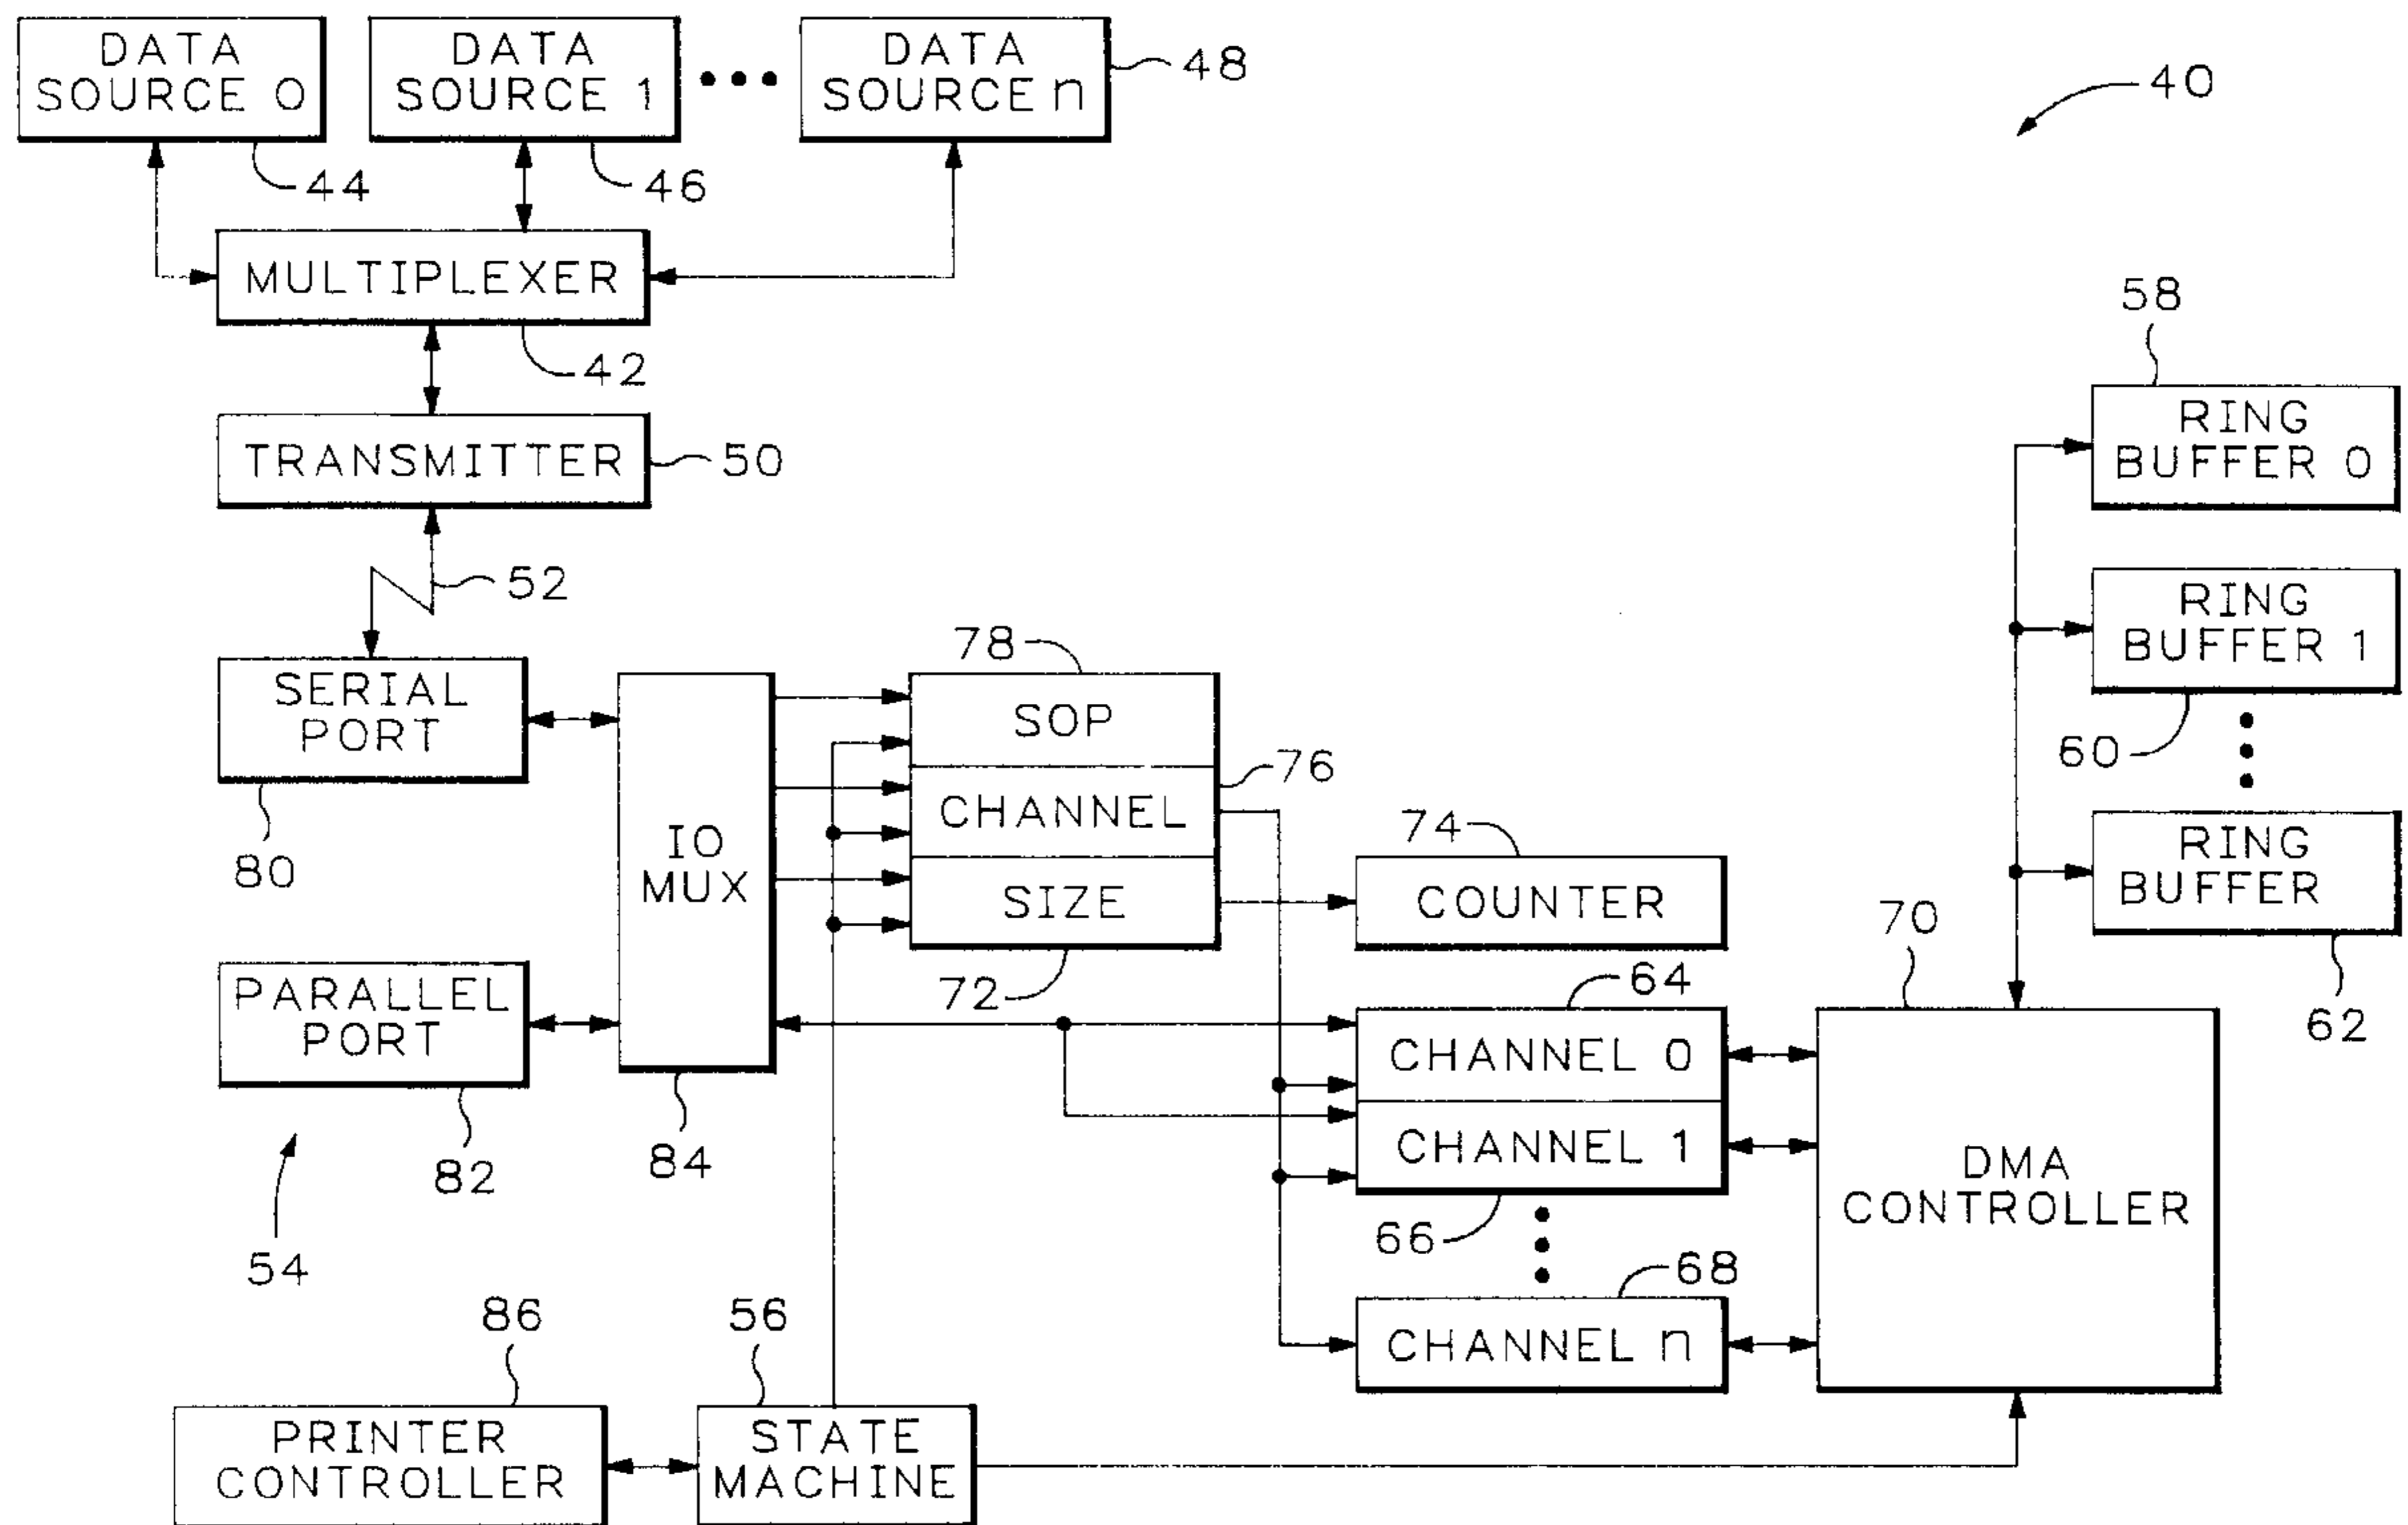 DATA
SOURCE 0
DATA
SOURCE 1
DATA
SOURCE n
48
40
44
46
MULTIPLEXER
42
58
TRANSMITTER
50
RING
BUFFER 0
52
RING
BUFFER 1
60
78
SERIAL
PORT
80
IO
MUX
SOP
76
CHANNEL
SIZE
72
74
COUNTER
RING
BUFFER
62
70
PARALLEL
PORT
82
84
64
CHANNEL 0
CHANNEL 1
66
DMA
CONTROLLER
54
68
CHANNEL n
86
56
PRINTER
CONTROLLER
STATE
MACHINE